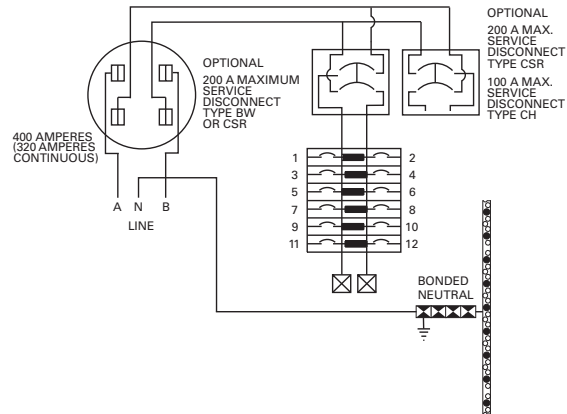 OPTIONAL
200 A MAX.
SERVICE
DISCONNECT
TYPE CSR
100 A MAX.
SERVICE
DISCONNECT
TYPE CH
OPTIONAL
200 A MAXIMUM
SERVICE
DISCONNECT
TYPE BW
OR CSR
400 AMPERES
(320 AMPERES
CONTINUOUS)
A N B
LINE
1 2
3 4
5 6
7 8
9 10
11 12
BONDED
NEUTRAL